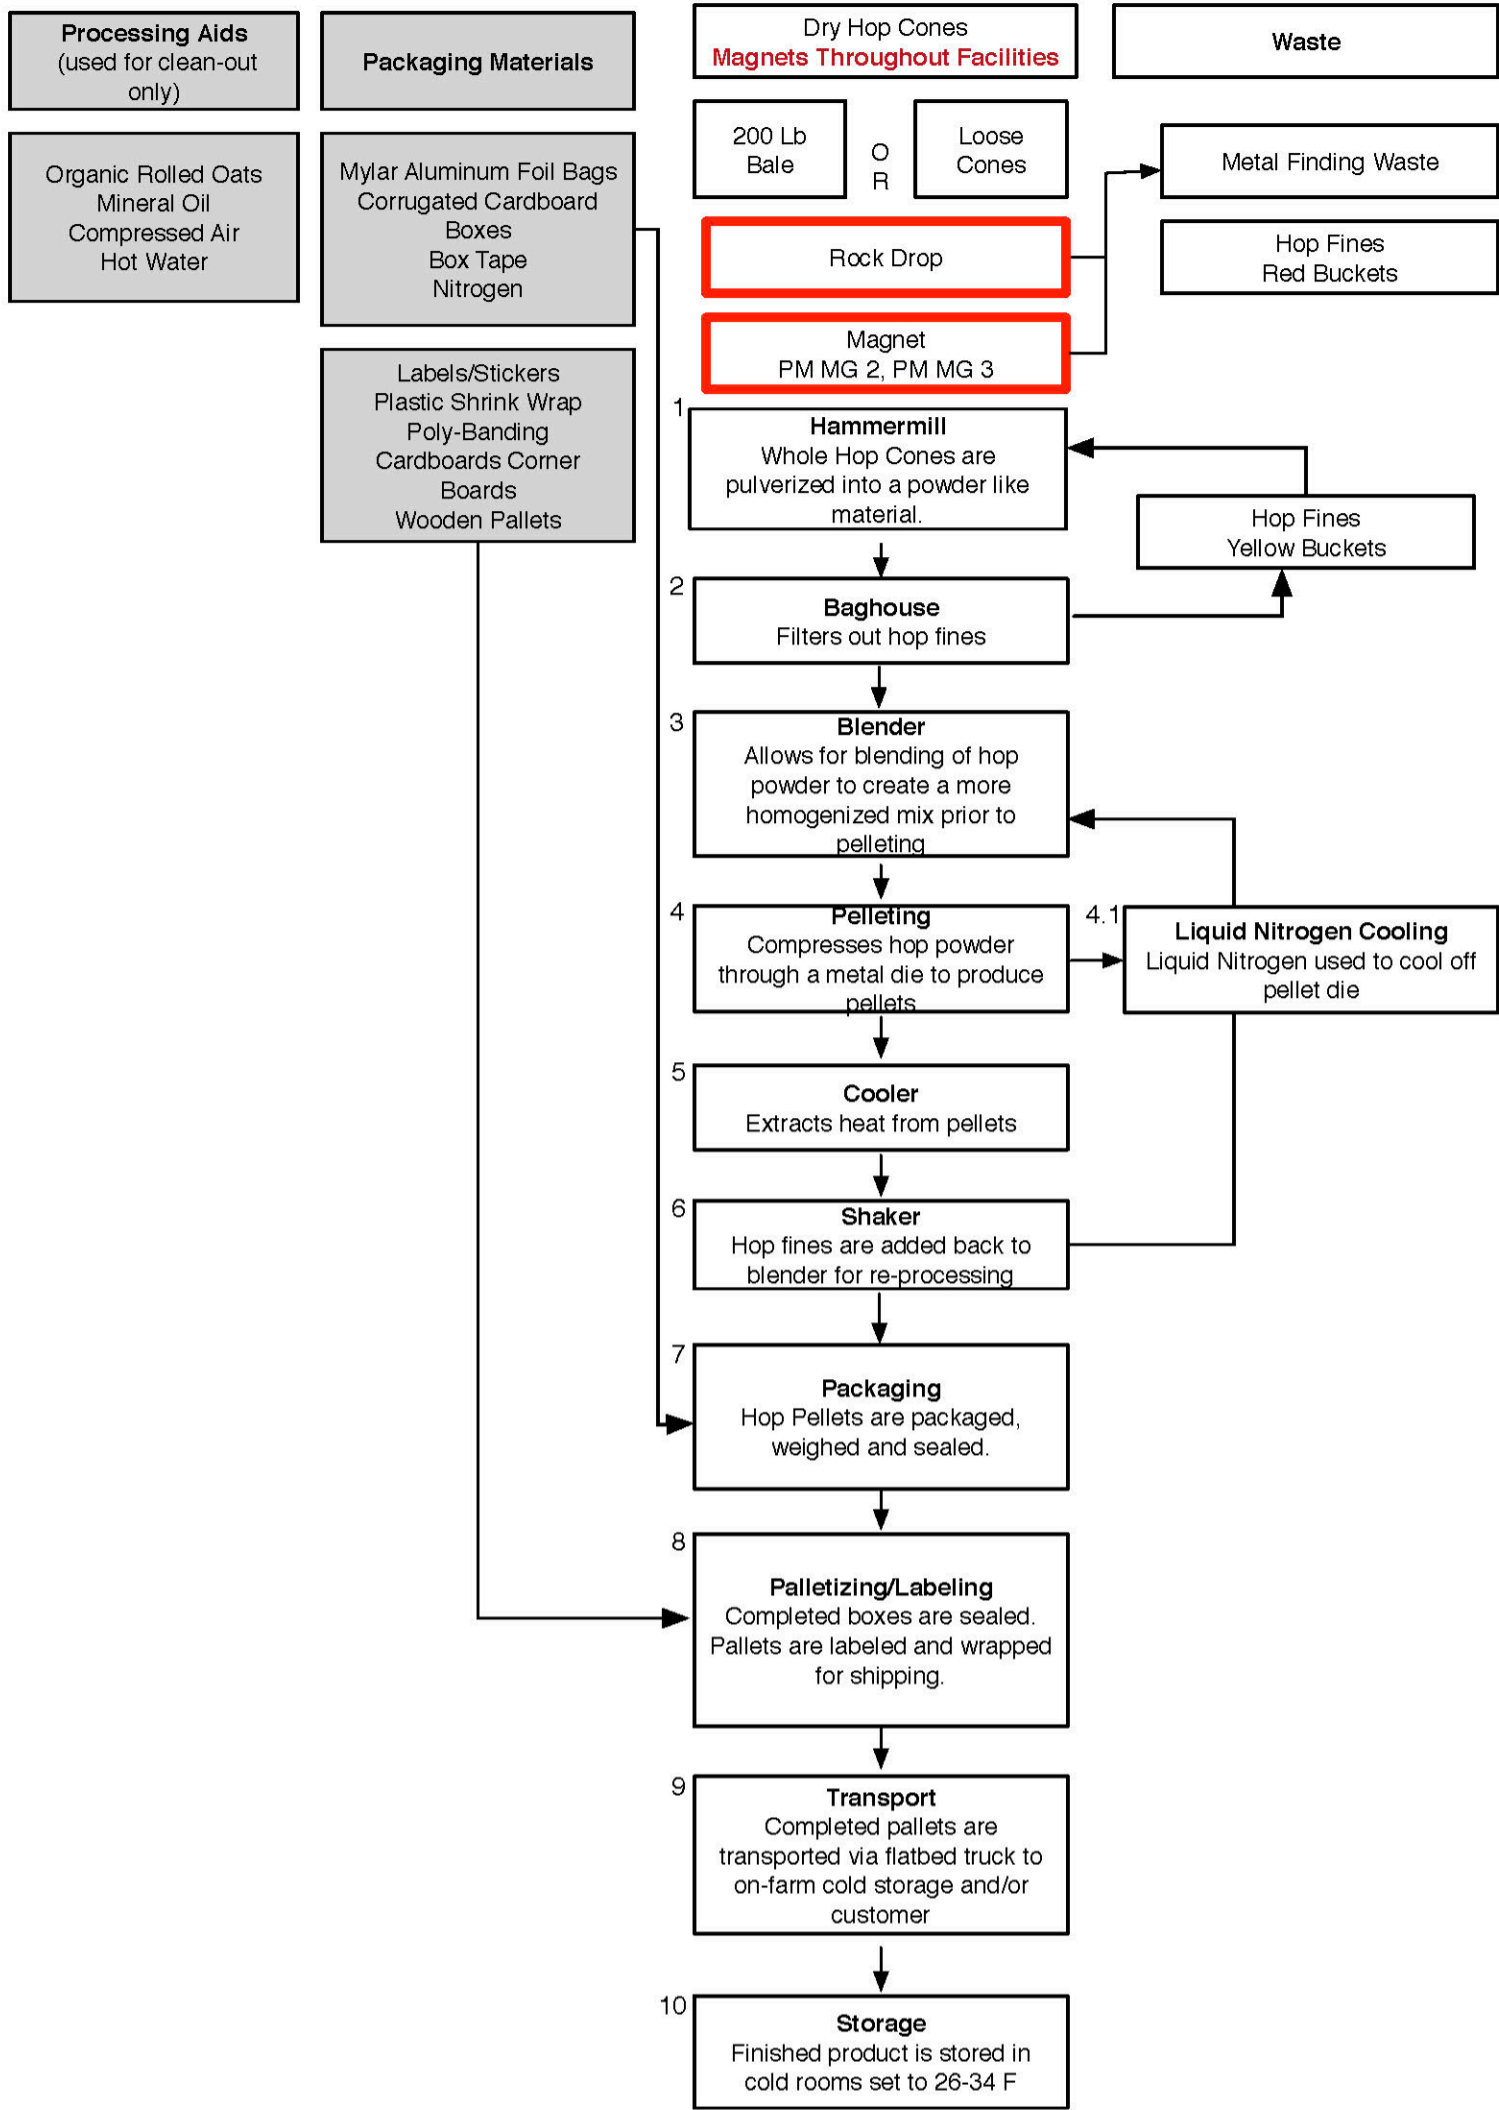 Processing Aids
(used for clean-out
only)
Packaging Materials
Dry Hop Cones
Magnets Throughout Facilities
Waste
Organic Rolled Oats
Mineral Oil
Compressed Air
Hot Water
Mylar Aluminum Foil Bags
Corrugated Cardboard
Boxes
Box Tape
Nitrogen
200 Lb
Bale
O
R
Loose
Cones
Metal Finding Waste
Rock Drop
Hop Fines
Red Buckets
Magnet
PM MG 2, PM MG 3
Labels/Stickers
Plastic Shrink Wrap
Poly-Banding
Cardboards Corner
Boards
Wooden Pallets
1
Hammermill
Whole Hop Cones are
pulverized into a powder like
material.
Hop Fines
Yellow Buckets
2
Baghouse
Filters out hop fines
3
Blender
Allows for blending of hop
powder to create a more
homogenized mix prior to
pelleting
4
Pelleting
Compresses hop powder
through a metal die to produce
pellets
4.1
Liquid Nitrogen Cooling
Liquid Nitrogen used to cool off
pellet die
5
Cooler
Extracts heat from pellets
6
Shaker
Hop fines are added back to
blender for re-processing
7
Packaging
Hop Pellets are packaged,
weighed and sealed.
8
Palletizing/Labeling
Completed boxes are sealed.
Pallets are labeled and wrapped
for shipping.
9
Transport
Completed pallets are
transported via flatbed truck to
on-farm cold storage and/or
customer
10
Storage
Finished product is stored in
cold rooms set to 26-34 F